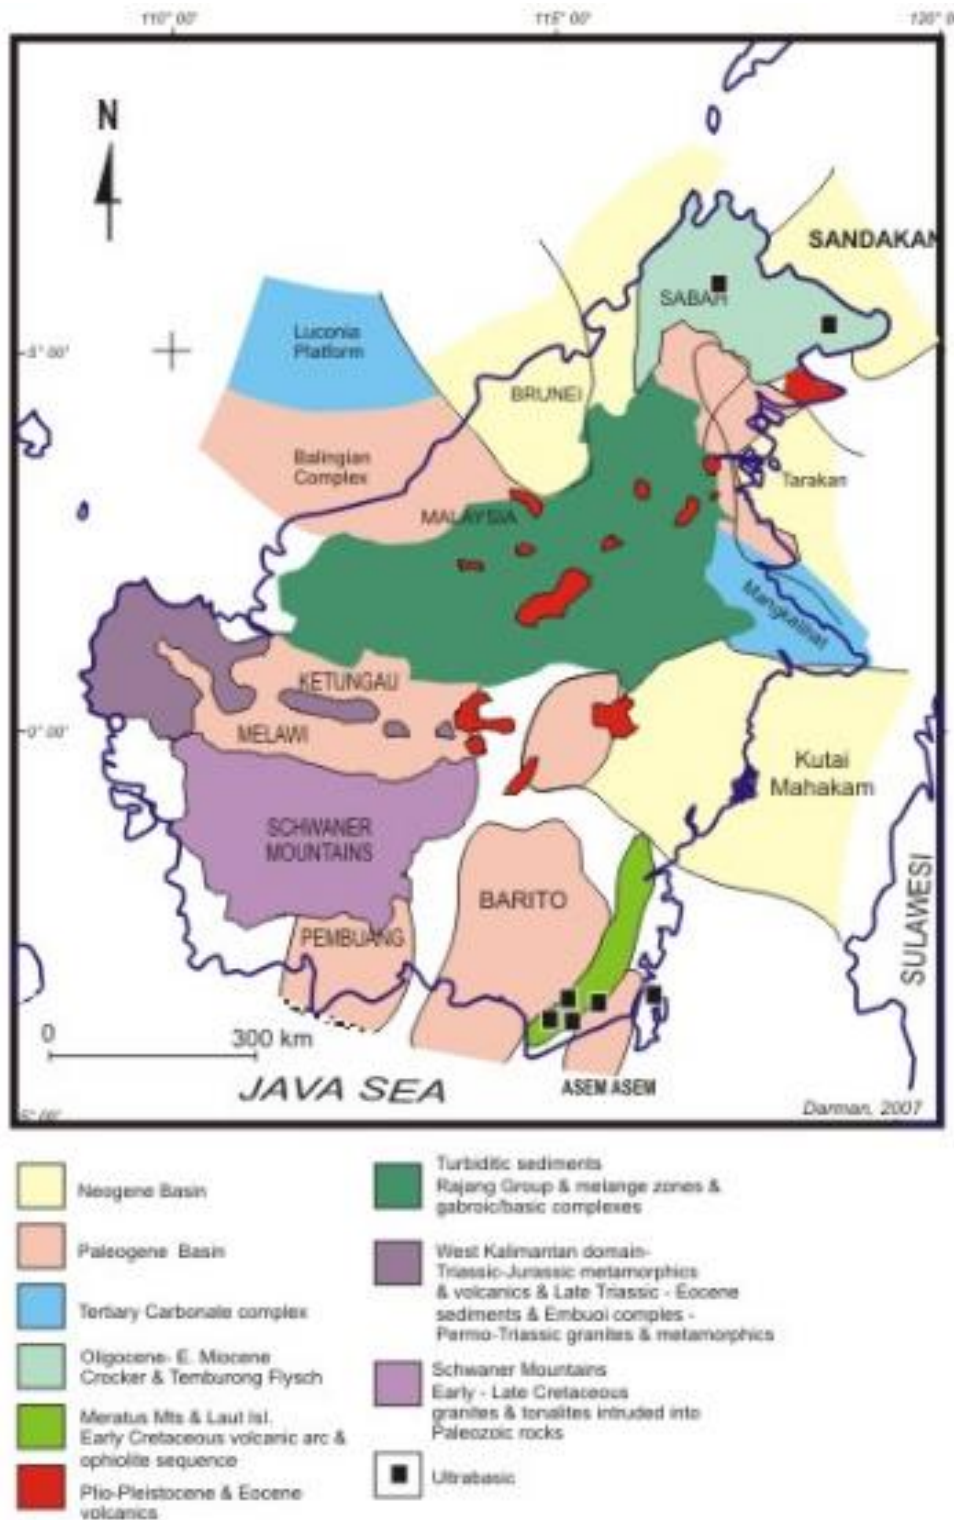 110° 00'
115° 00'
N
SANDAKAN
SABAH
Luconia
Platform
5° 00'
BRUNEI
Balingian
Complex
Tarakan
MALAYSIA
Mangkalihat
KETUNGAU
MELAWI
0° 00'
Kutai
Mahakam
SCHWANER
MOUNTAINS
BARITO
PEMBUANG
SULAWESI
0
300 km
JAVA SEA
ASEM ASEM
Darman, 2007
5° 00'
Neogene Basin
Paleogene Basin
Tertiary Carbonale complex
Oligocene- E. Miocene
Crocker & Temburong Flysch
Meratus Mts & Laut Isl.
Early Cretaceous volcanic arc &
ophiolite sequence
Plio-Pleistocene & Eocene
volcanics
Turbiditic sediments
Rajang Group & melange zones &
gabroic/basic complexes
West Kalimantan domain-
Triassic-Jurassic metamorphics
& volcanics & Late Triassic - Eocene
sediments & Embuoi comples -
Permo-Triassic granites & metamorphics
Schwaner Mountains
Early - Late Cretaceous
granites & tonalites intruded into
Paleozoic rocks
Ultrabasic